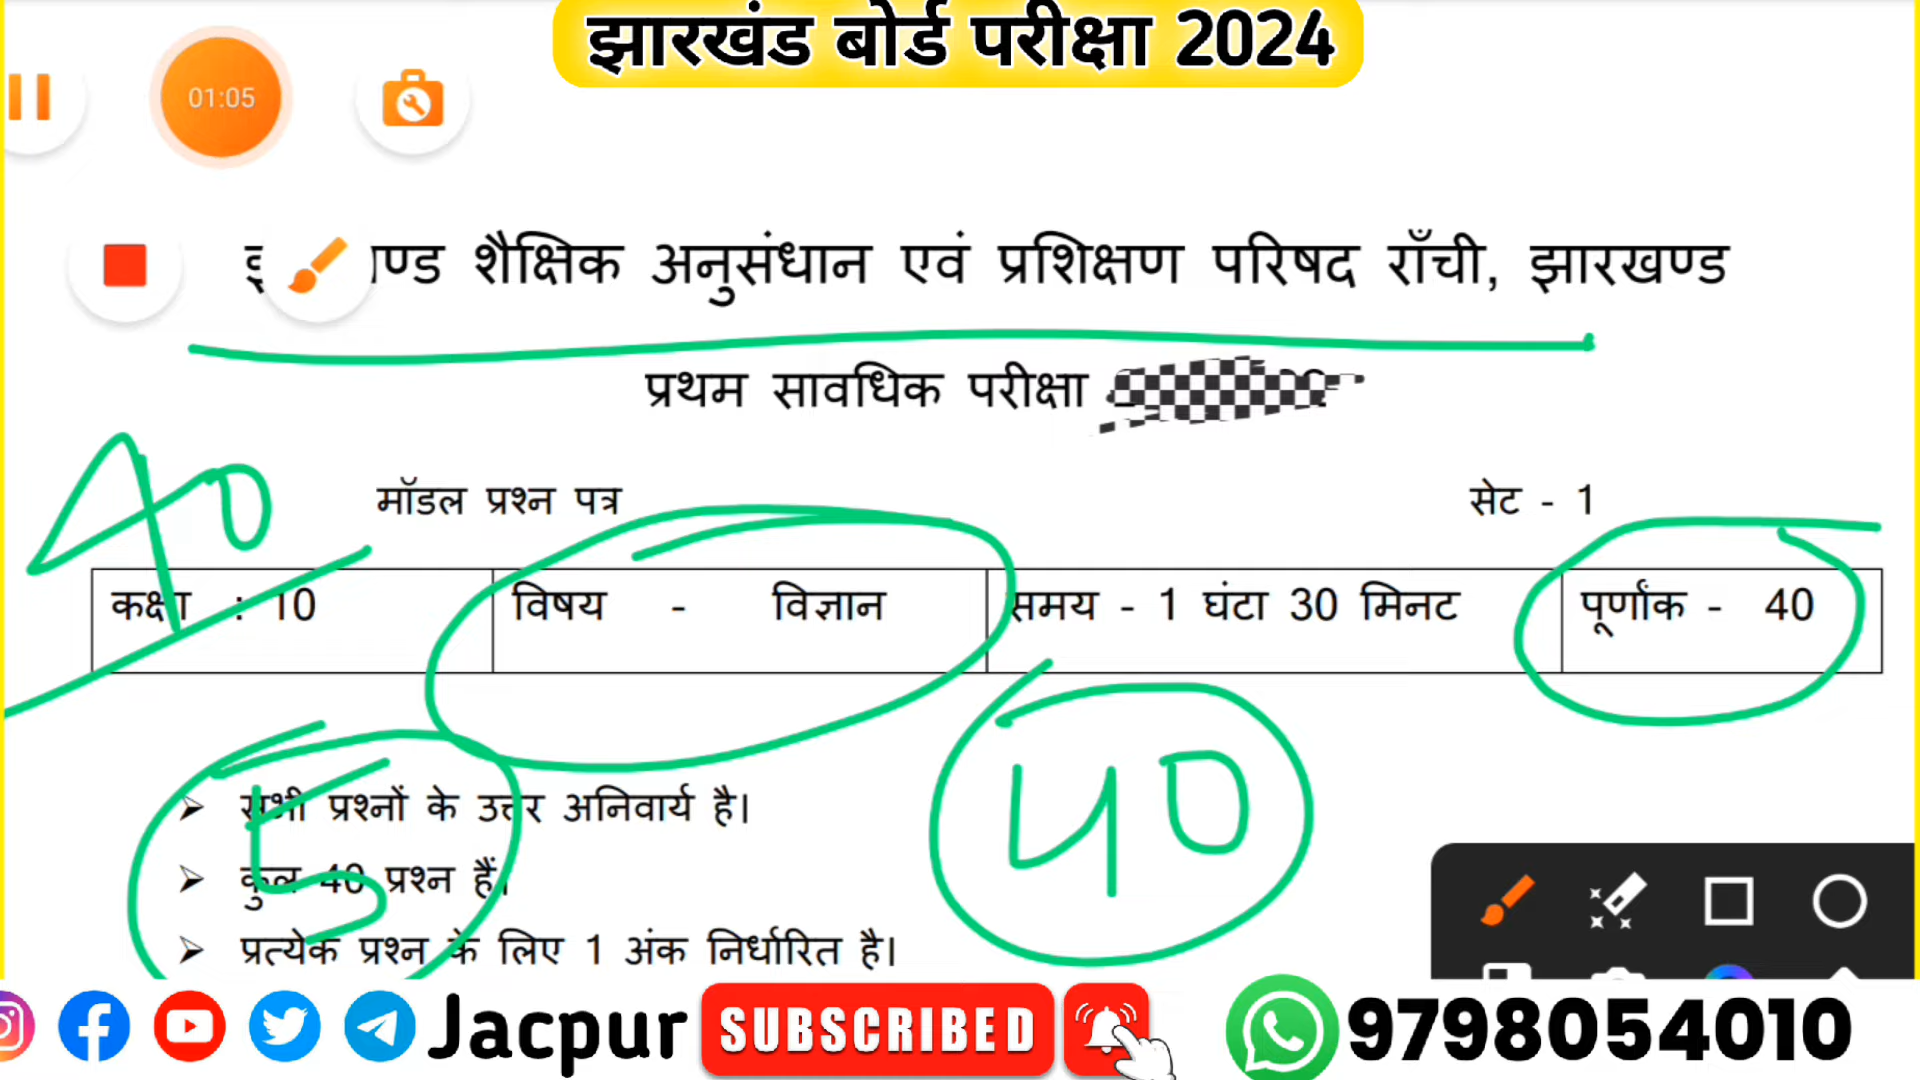 झारखंड बोर्ड परीक्षा 2024
01:05
शैक्षिक अनुसंधान एवं प्रशिक्षण परिषद राँची, झारखण्ड
प्रथम सावधिक परीक्षा
40
मॉडल प्रश्न पत्र सेट - 1
कक्षा : 10 विषय - विज्ञान समय - 1 घंटा 30 मिनट पूर्णांक - 40
5 40
➤ सभी प्रश्नों के उत्तर अनिवार्य है।
➤ कुल 40 प्रश्न हैं।
➤ प्रत्येक प्रश्न के लिए 1 अंक निर्धारित है।
Jacpur SUBSCRIBED 9798054010